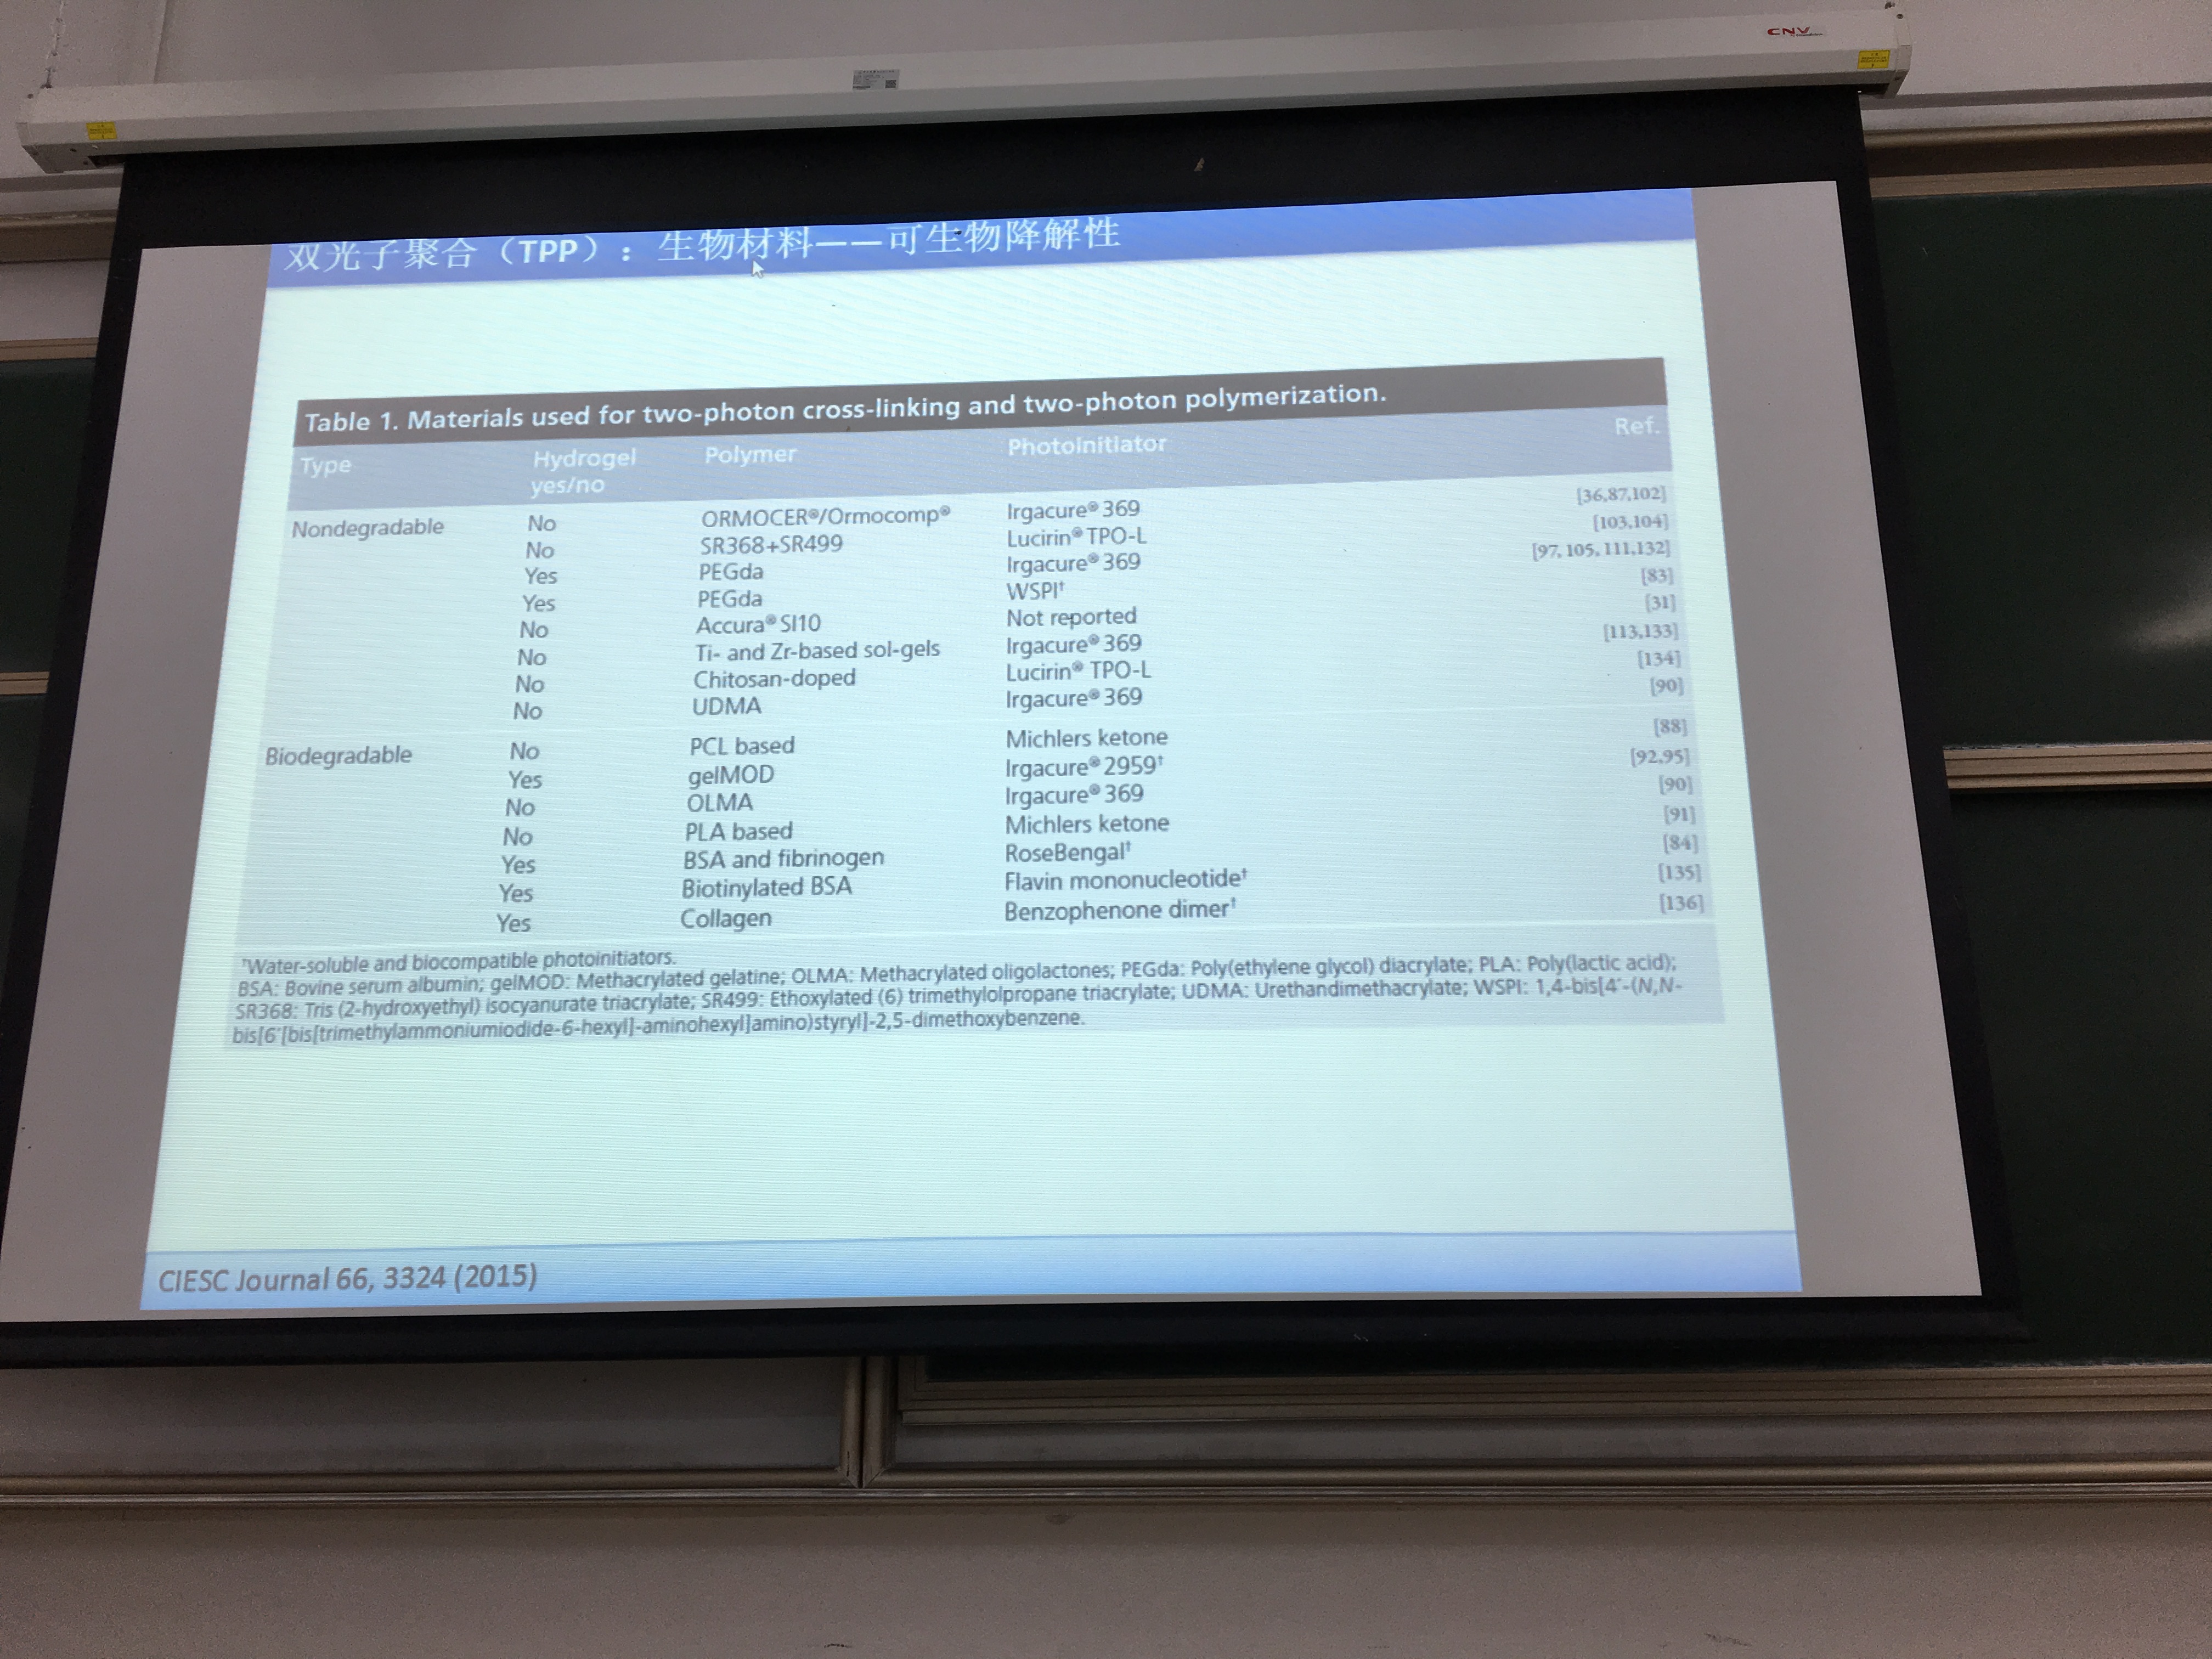 CNV
双光子聚合（TPP）：生物材料——可生物降解性
Table 1. Materials used for two-photon cross-linking and two-photon polymerization.
Type Hydrogel yes/no Polymer Photoinitiator Ref.
Nondegradable No ORMOCER®/Ormocomp® Irgacure® 369 [36,87,102]
No SR368+SR499 Lucirin® TPO-L [103,104]
Yes PEGda Irgacure® 369 [97, 105, 111,132]
Yes PEGda WSPI† [83]
No Accura® SI10 Not reported [31]
No Ti- and Zr-based sol-gels Irgacure® 369 [113,133]
No Chitosan-doped Lucirin® TPO-L [134]
No UDMA Irgacure® 369 [90]
Biodegradable No PCL based Michlers ketone [88]
Yes gelMOD Irgacure® 2959† [92,95]
No OLMA Irgacure® 369 [90]
No PLA based Michlers ketone [91]
Yes BSA and fibrinogen RoseBengal† [84]
Yes Biotinylated BSA Flavin mononucleotide† [135]
Yes Collagen Benzophenone dimer† [136]
†Water-soluble and biocompatible photoinitiators.
BSA: Bovine serum albumin; gelMOD: Methacrylated gelatine; OLMA: Methacrylated oligolactones; PEGda: Poly(ethylene glycol) diacrylate; PLA: Poly(lactic acid);
SR368: Tris (2-hydroxyethyl) isocyanurate triacrylate; SR499: Ethoxylated (6) trimethylolpropane triacrylate; UDMA: Urethandimethacrylate; WSPI: 1,4-bis[4´-(N,N-
bis[6´[bis[trimethylammoniumiodide-6-hexyl]-aminohexyl]amino)styryl]-2,5-dimethoxybenzene.
CIESC Journal 66, 3324 (2015)